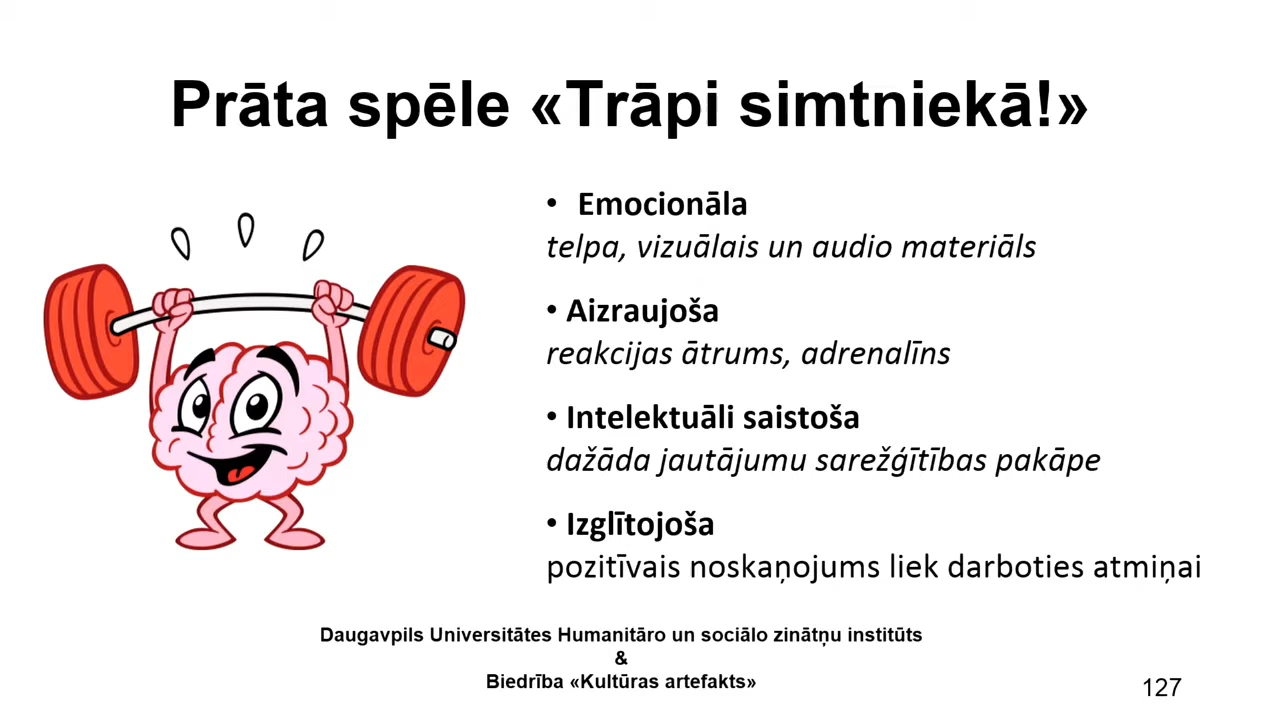 Prāta spēle «Trāpi simtniekā!»
• Emocionāla
telpa, vizuālais un audio materiāls
• Aizraujoša
reakcijas ātrums, adrenalīns
• Intelektuāli saistoša
dažāda jautājumu sarežģītības pakāpe
• Izglītojoša
pozitīvais noskaņojums liek darboties atmiņai
Daugavpils Universitātes Humanitāro un sociālo zinātņu institūts
&
Biedrība «Kultūras artefakts»
127